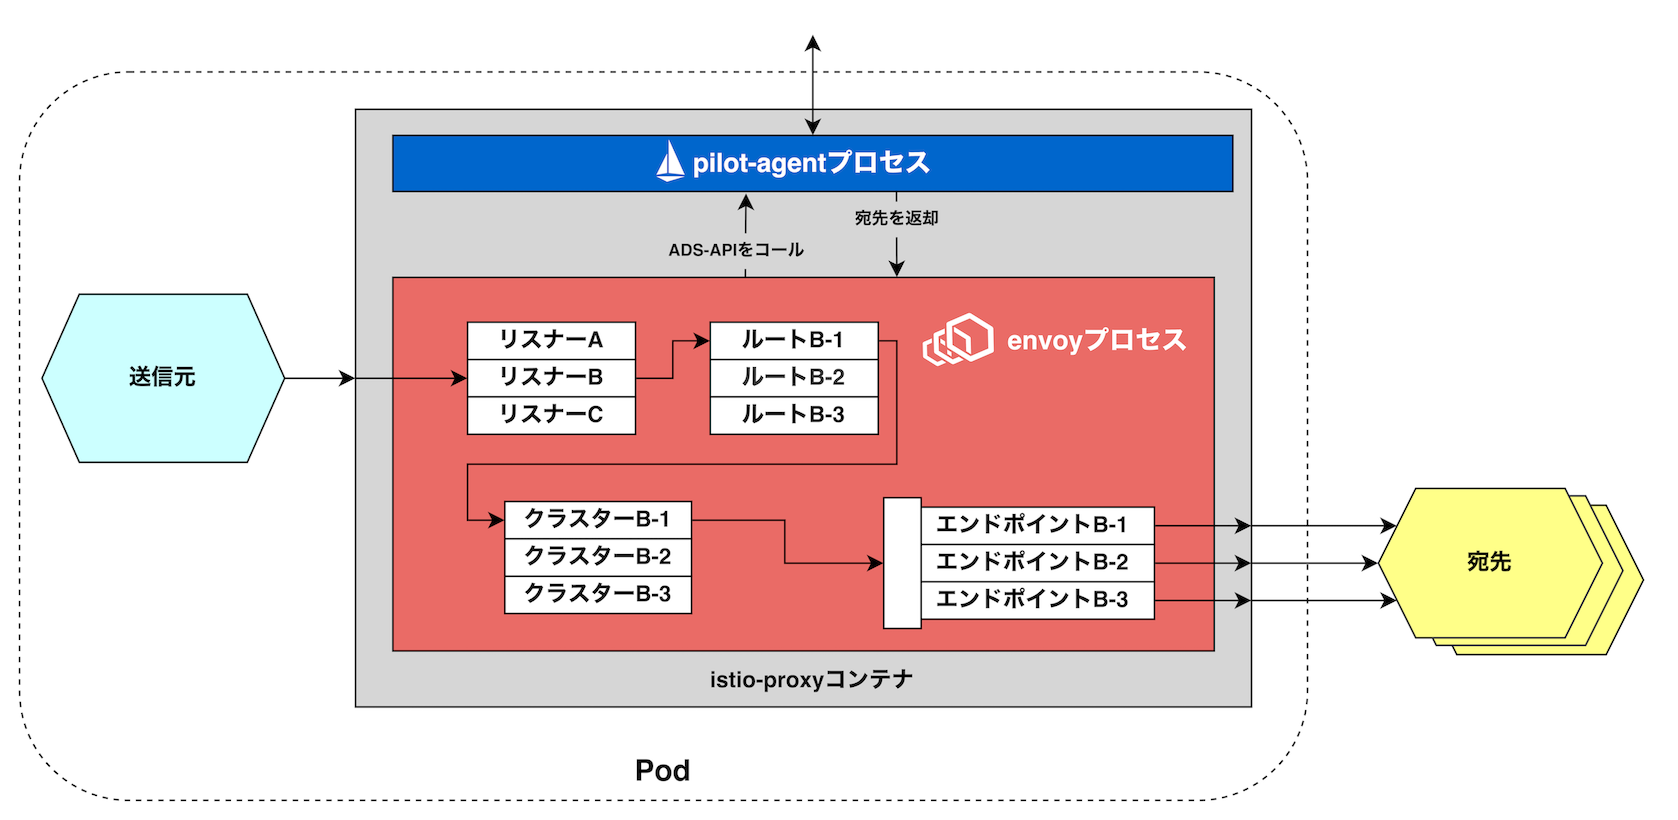 pilot-agentプロセス
宛先を返却
ADS-APIをコール
envoyプロセス
リスナーA
リスナーB
リスナーC
ルートB-1
ルートB-2
ルートB-3
送信元
クラスターB-1
クラスターB-2
クラスターB-3
エンドポイントB-1
エンドポイントB-2
エンドポイントB-3
宛先
istio-proxyコンテナ
Pod